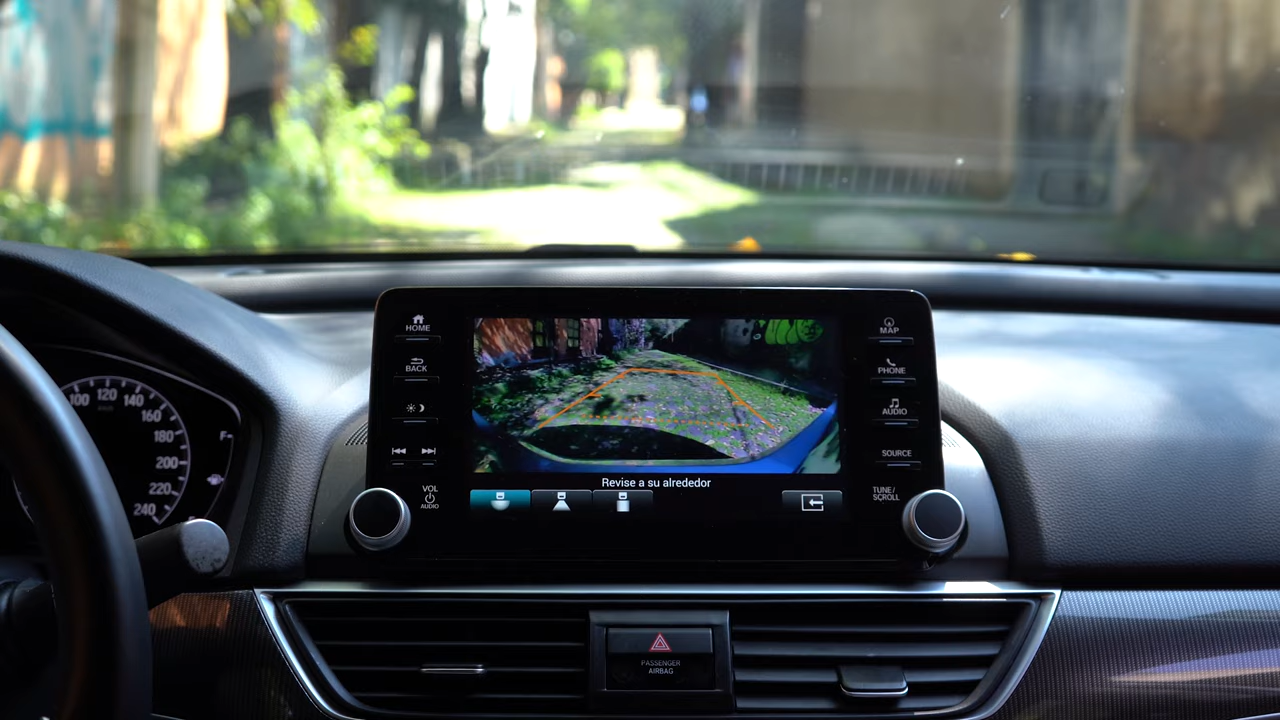 HOME
BACK
VOL
AUDIO
MAP
PHONE
AUDIO
SOURCE
TUNE/
SCROLL
Revise a su alrededor
100 120 140
160
180
200
220
240
km/h
F
PASSENGER
AIRBAG